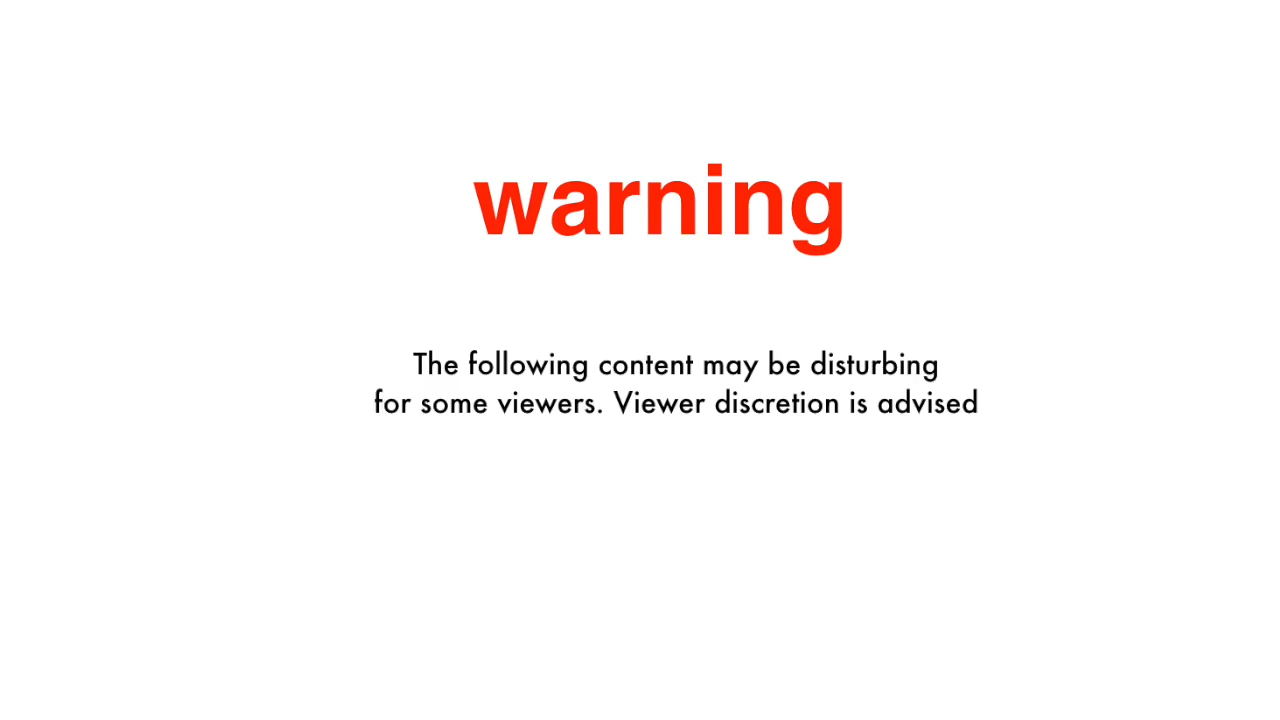 warning
The following content may be disturbing
for some viewers. Viewer discretion is advised